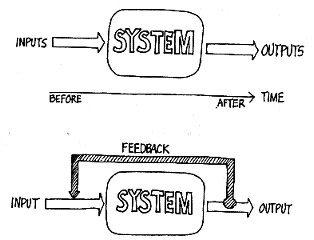 INPUTS SYSTEM OUTPUTS
BEFORE AFTER TIME
FEEDBACK
INPUT SYSTEM OUTPUT